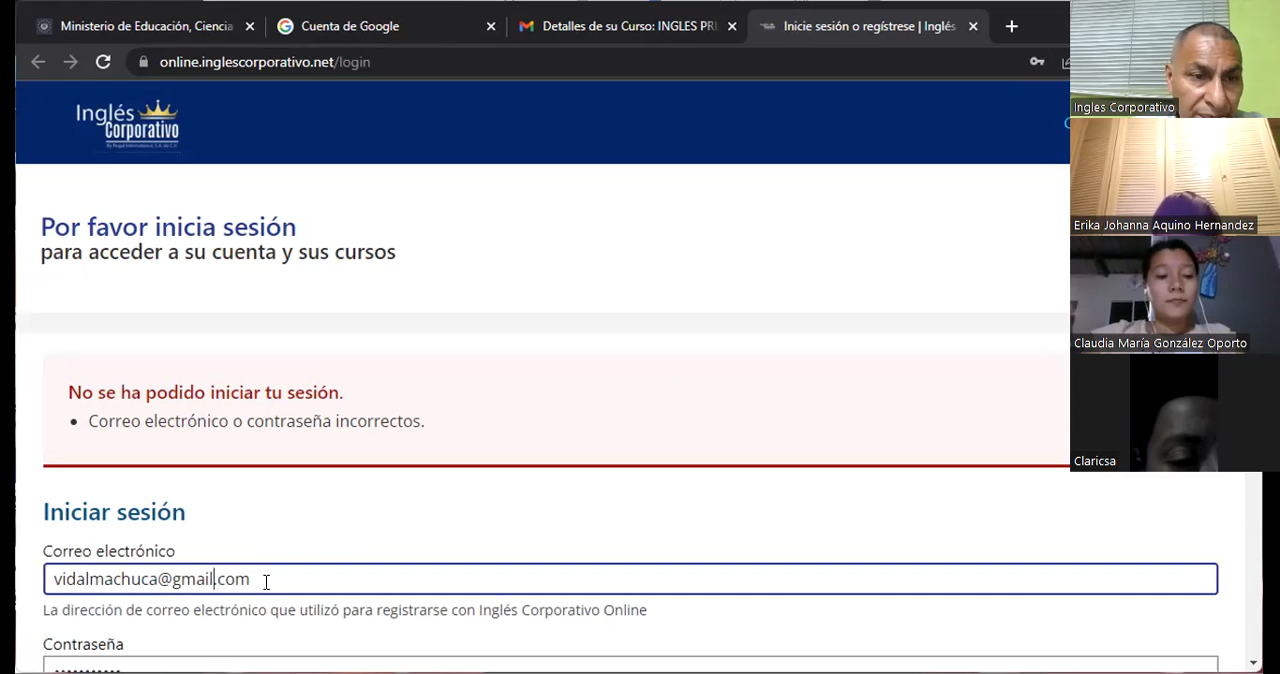 Ministerio de Educación, Ciencia
Cuenta de Google
Detalles de su Curso: INGLES PRI
Inicie sesión o regístrese | Inglés
online.inglescorporativo.net/login
Inglés
Corporativo
Por favor inicia sesión
para acceder a su cuenta y sus cursos
No se ha podido iniciar tu sesión.
• Correo electrónico o contraseña incorrectos.
Iniciar sesión
Correo electrónico
vidalmachuca@gmail.com
La dirección de correo electrónico que utilizó para registrarse con Inglés Corporativo Online
Contraseña
Ingles Corporativo
Erika Johanna Aquino Hernandez
Claudia María González Oporto
Claricsa